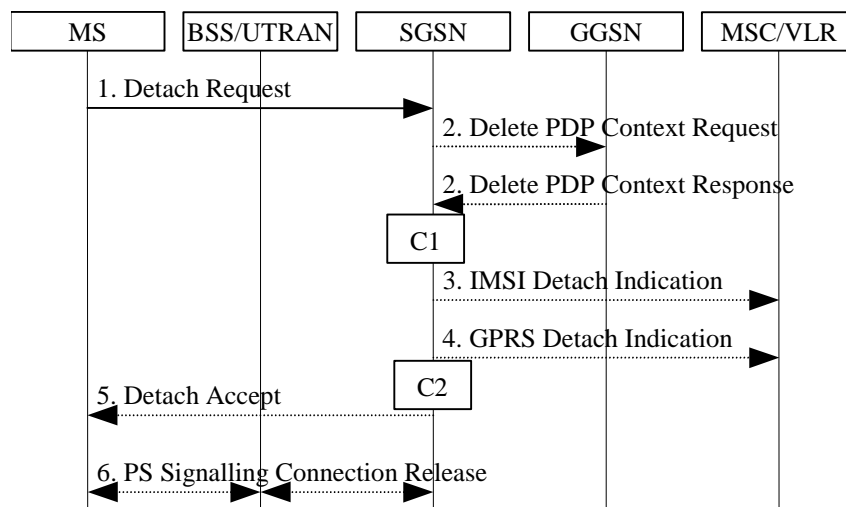 MS BSS/UTRAN SGSN GGSN MSC/VLR
1. Detach Request
2. Delete PDP Context Request
2. Delete PDP Context Response
C1
3. IMSI Detach Indication
4. GPRS Detach Indication
C2
5. Detach Accept
6. PS Signalling Connection Release